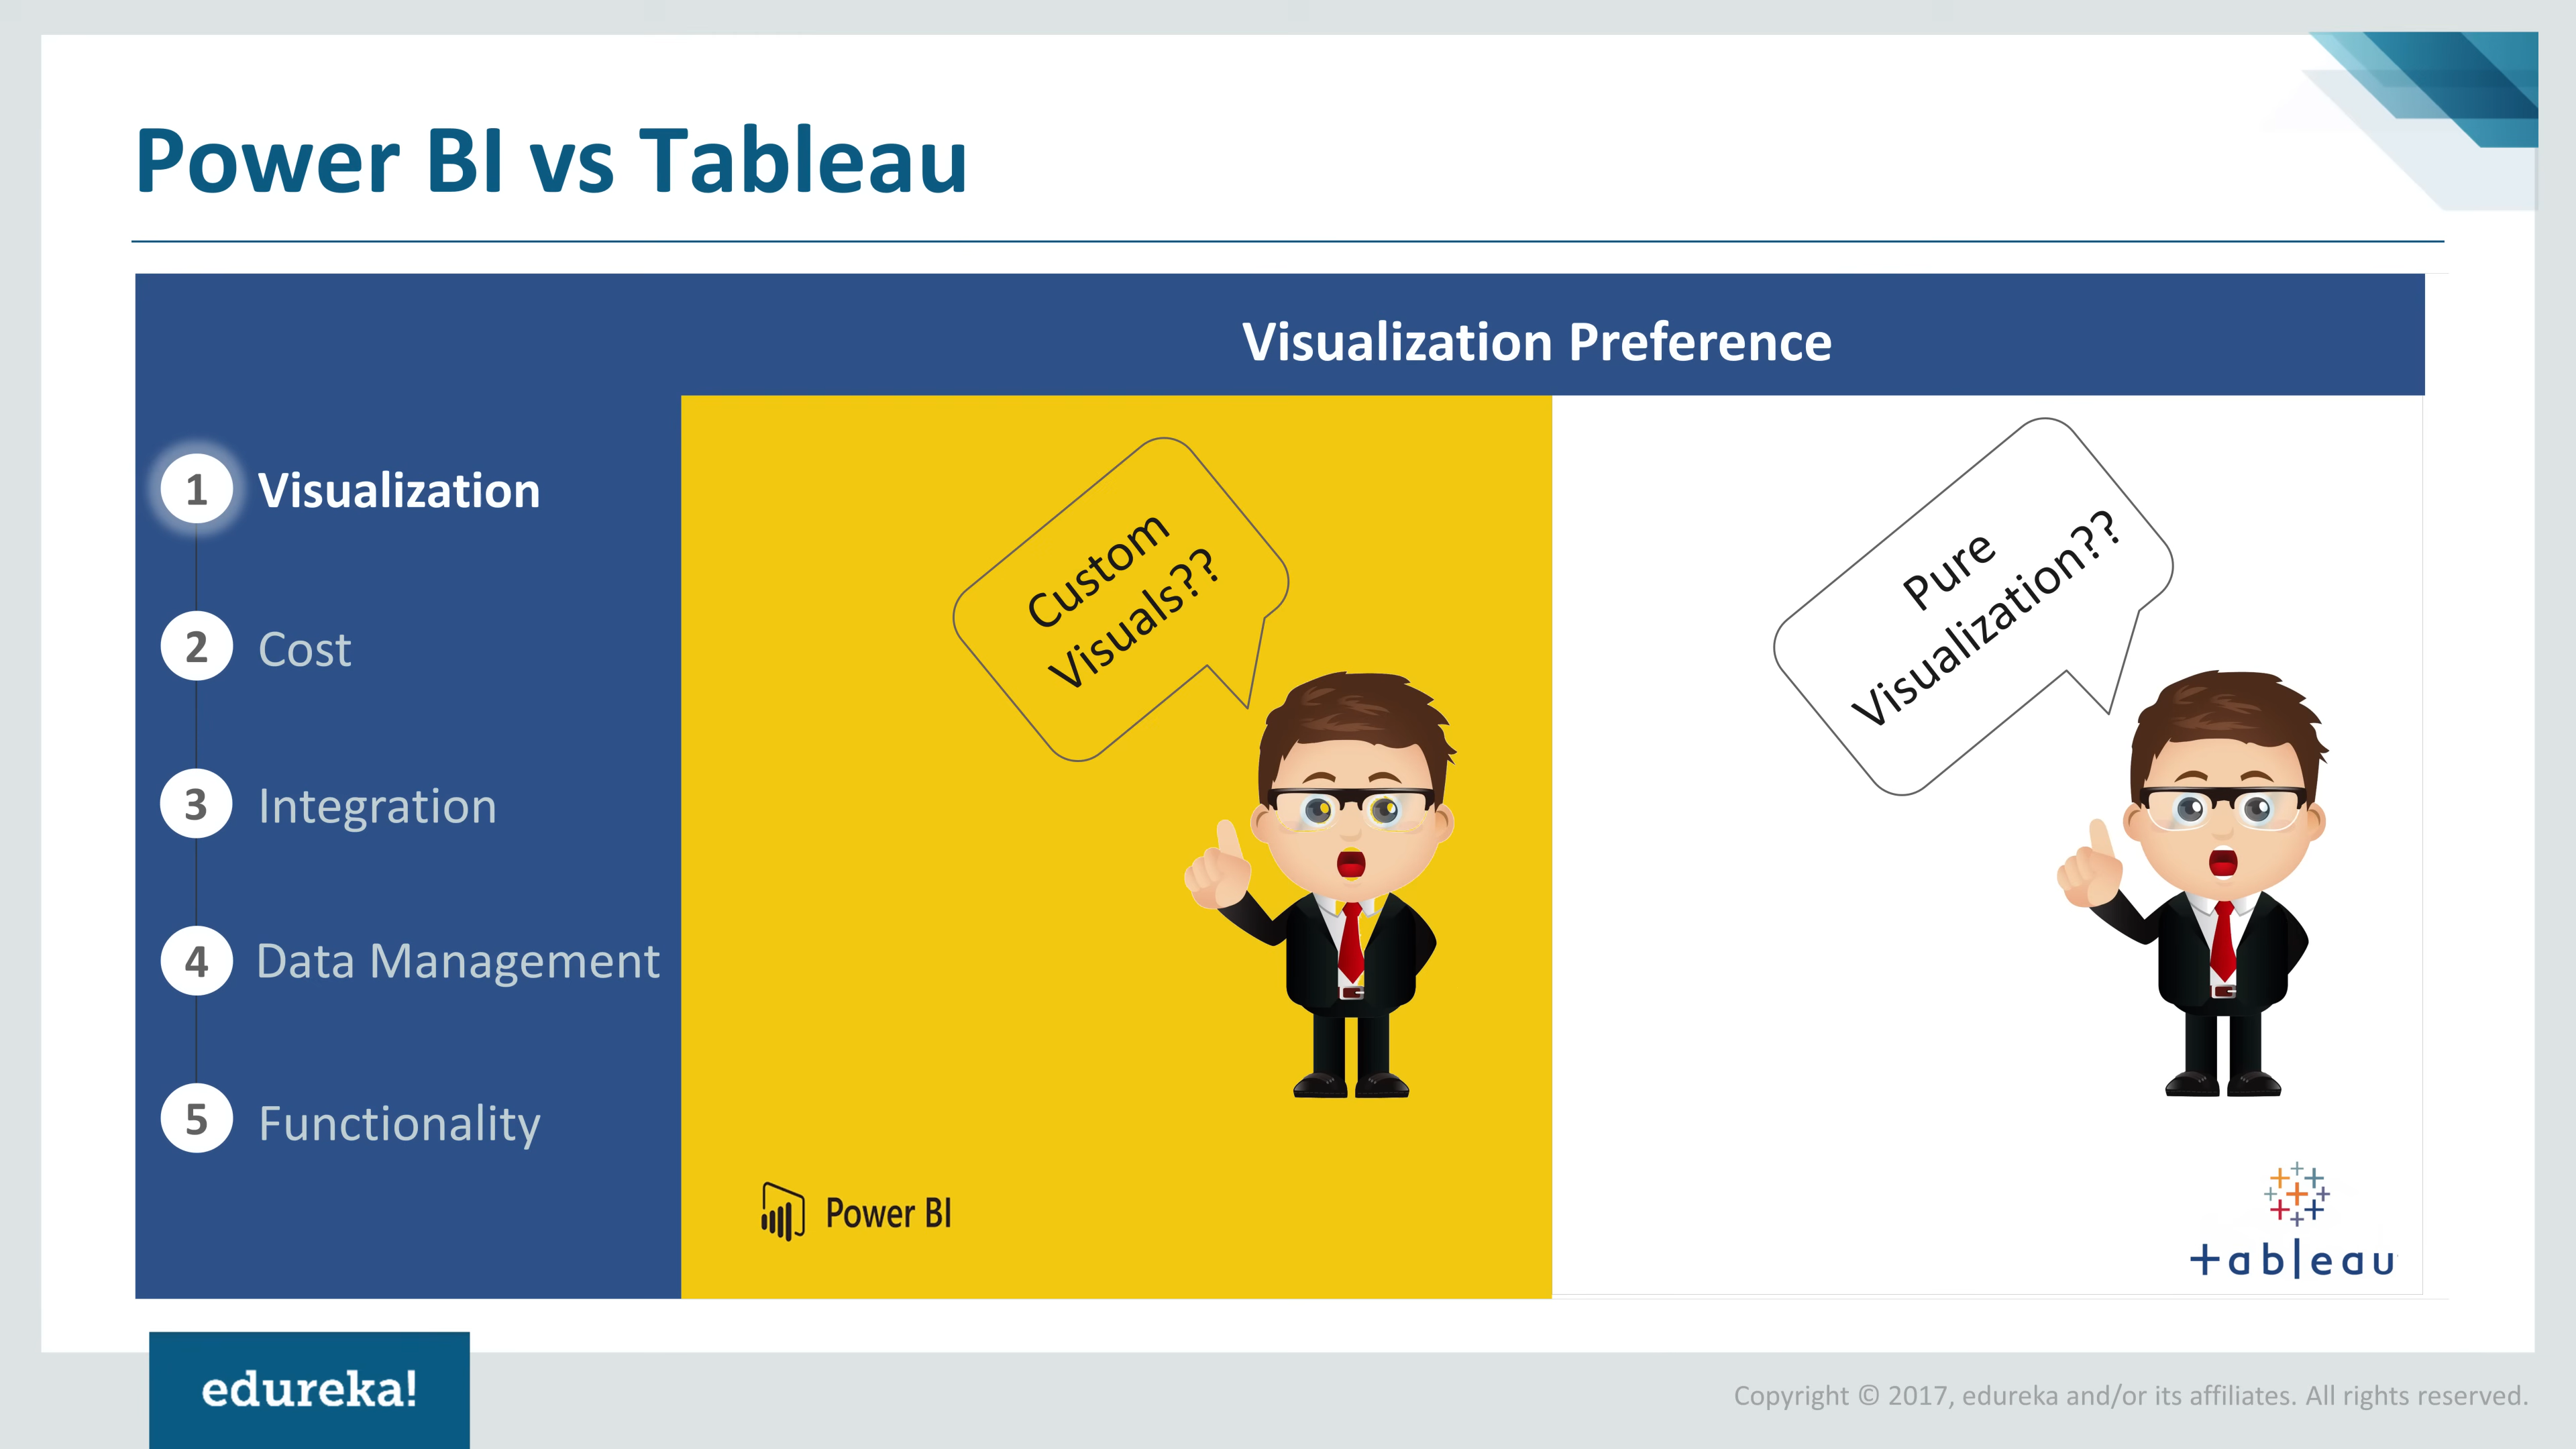 Power BI vs Tableau
Visualization Preference
1 Visualization
2 Cost
3 Integration
4 Data Management
5 Functionality
Custom
Visuals??
Power BI
Pure
Visualization??
+ableau
edureka!
Copyright © 2017, edureka and/or its affiliates. All rights reserved.